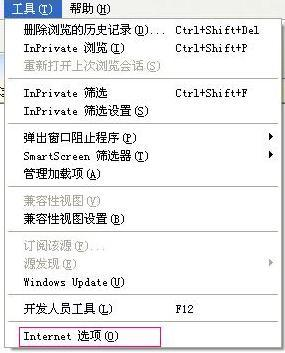 工具(T) 帮助(H)
删除浏览的历史记录(D)... Ctrl+Shift+Del
InPrivate 浏览(I) Ctrl+Shift+P
重新打开上次浏览会话(S)
InPrivate 筛选 Ctrl+Shift+F
InPrivate 筛选设置(S)
弹出窗口阻止程序(P)
SmartScreen 筛选器(T)
管理加载项(A)
兼容性视图(V)
兼容性视图设置(B)
订阅该源(F)...
源发现(E)
Windows Update(U)
开发人员工具(L) F12
Internet 选项(O)